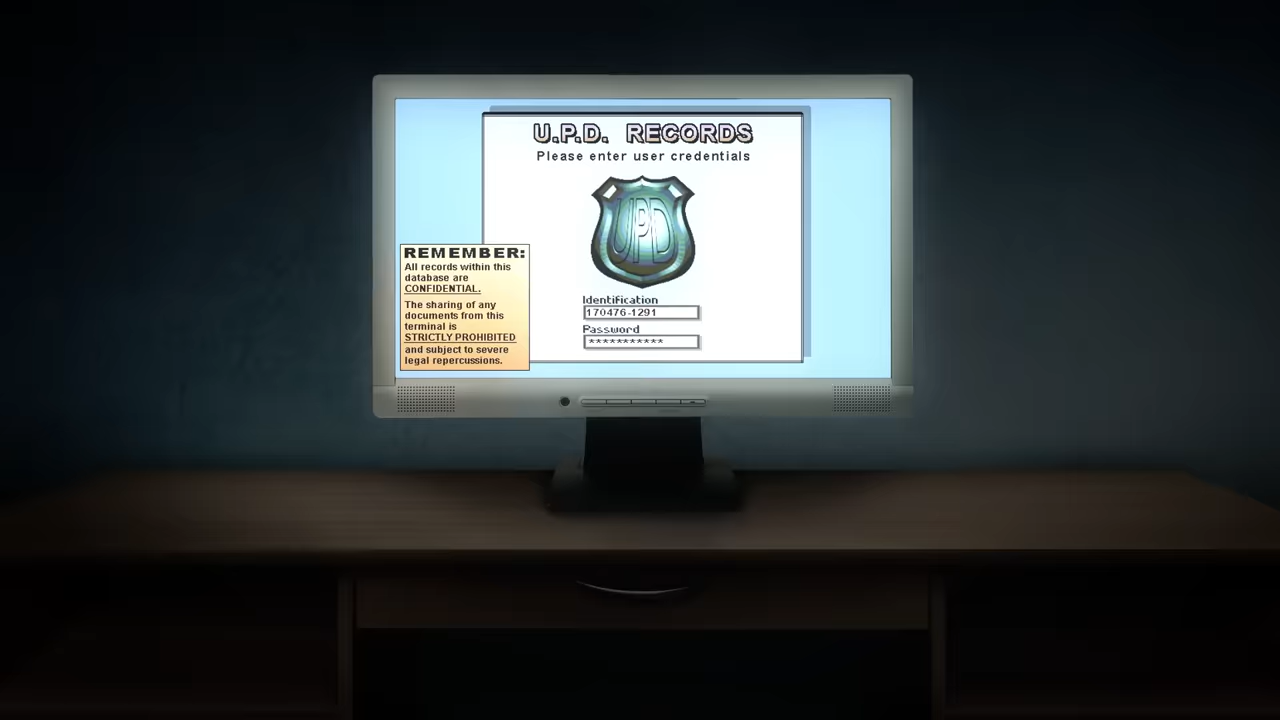 U.P.D. RECORDS
Please enter user credentials
UPD
REMEMBER:
All records within this
database are
CONFIDENTIAL.
The sharing of any
documents from this
terminal is
STRICTLY PROHIBITED
and subject to severe
legal repercussions.
Identification
170476-1291
Password
***********